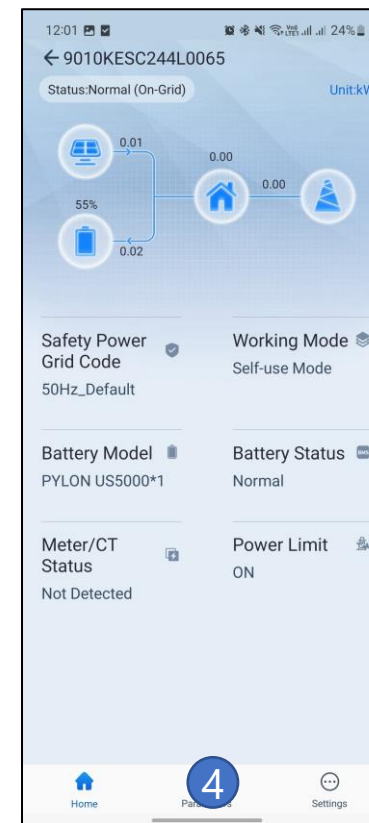 12:01 24%
9010KESC244L0065
Status:Normal (On-Grid) Unit:kW
0.01
0.00
0.00
55%
0.02
Safety Power Working Mode
Grid Code Self-use Mode
50Hz_Default
Battery Model Battery Status
PYLON US5000*1 Normal
Meter/CT Power Limit
Status ON
Not Detected
4
Home Settings